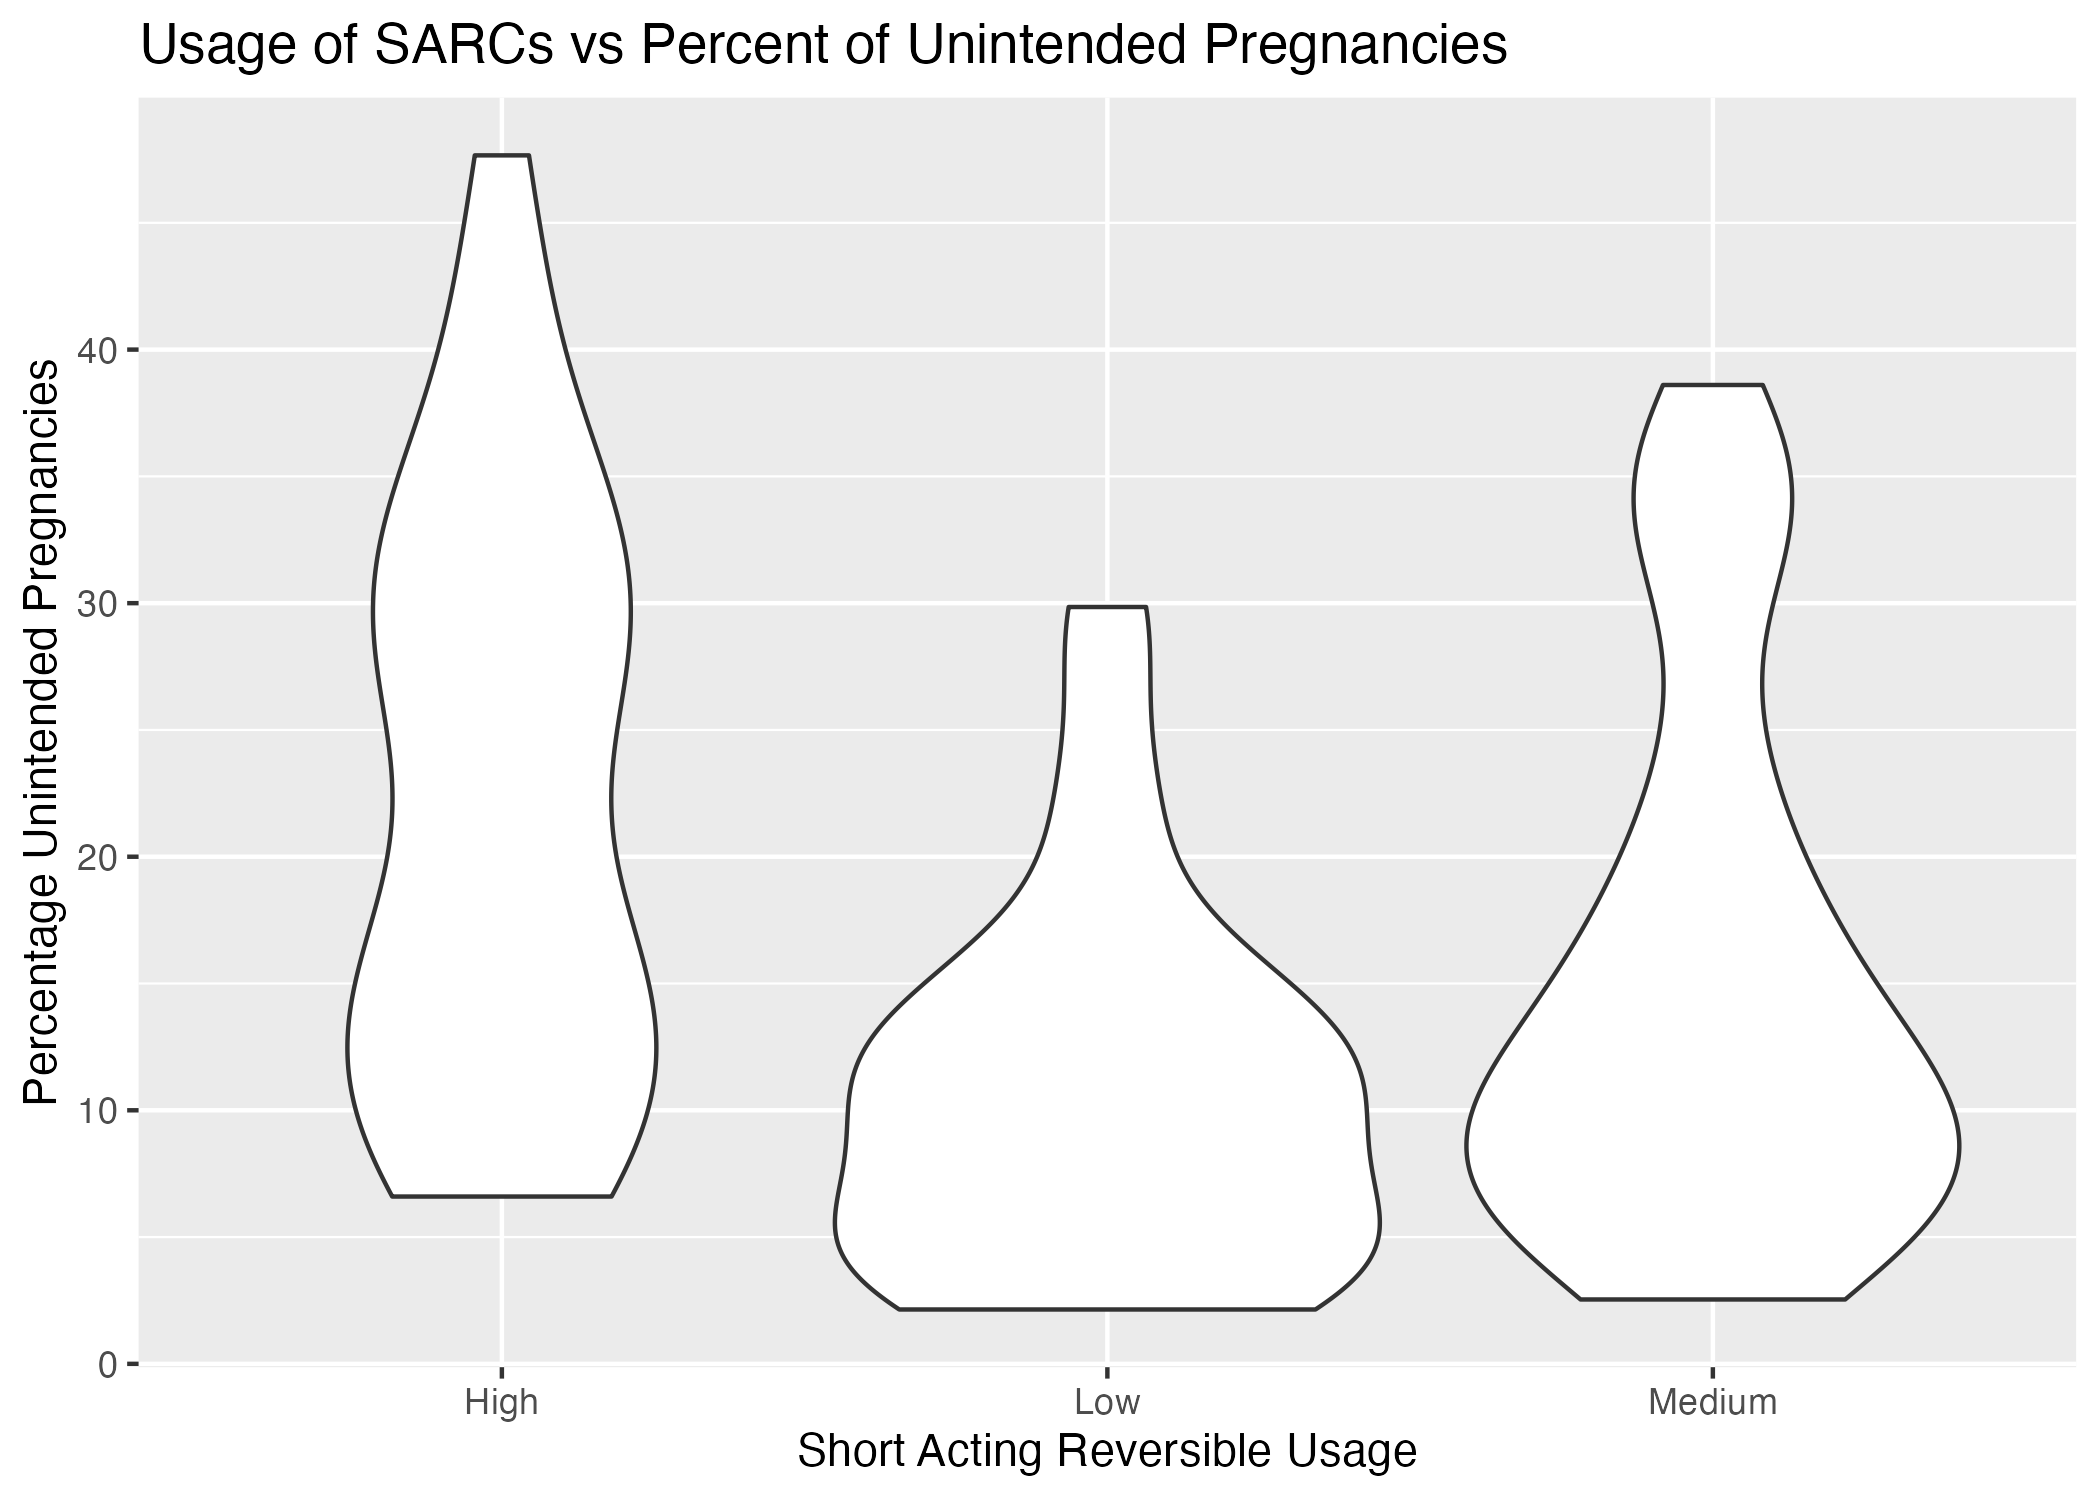 Usage of SARCs vs Percent of Unintended Pregnancies
Percentage Unintended Pregnancies
40
30
20
10
0
High
Low
Medium
Short Acting Reversible Usage